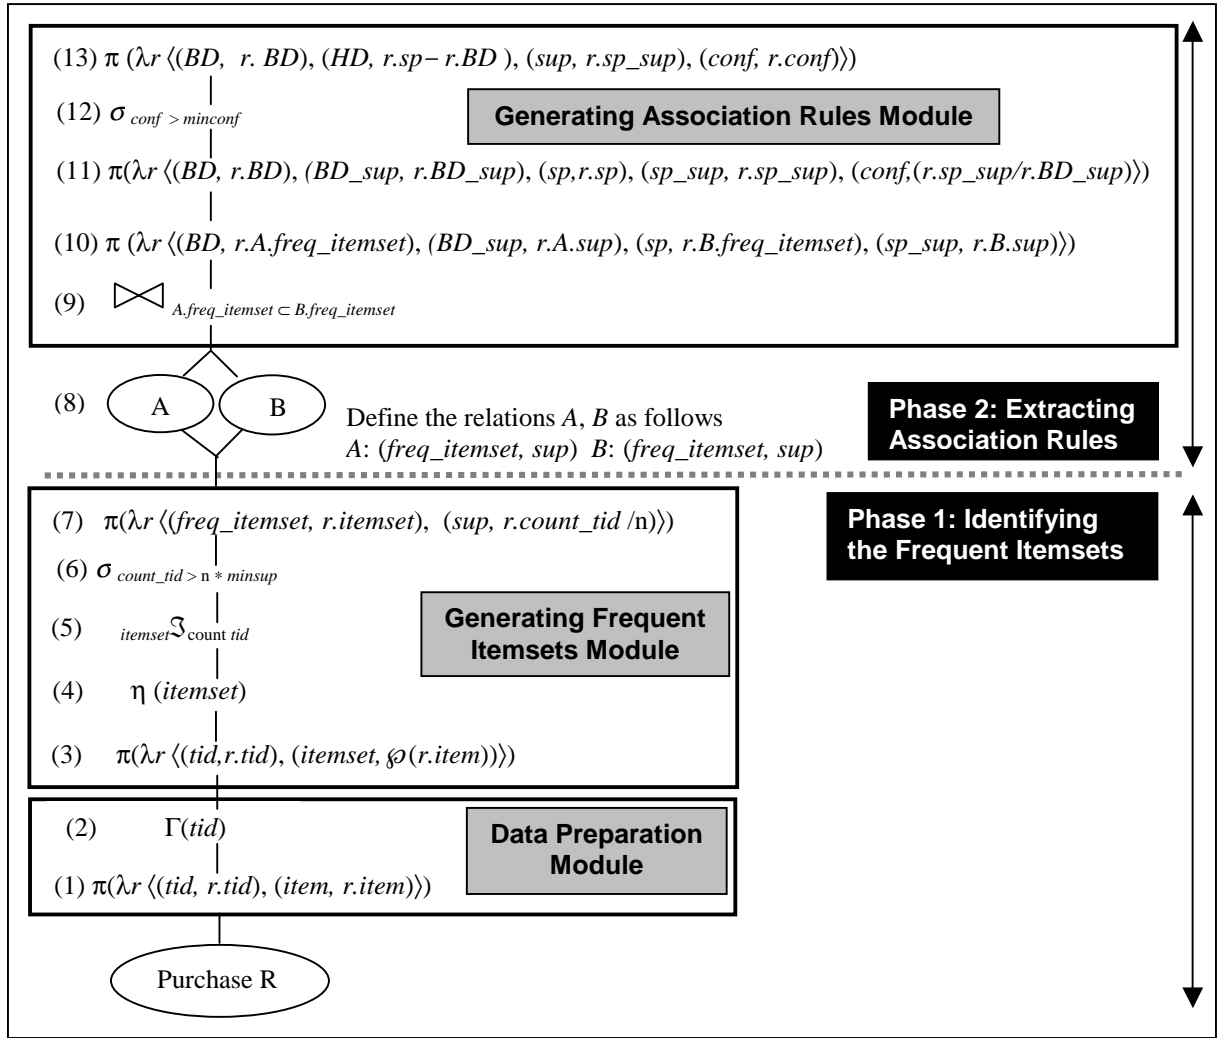 (13) π (λr ⟨(BD, r. BD), (HD, r.sp− r.BD ), (sup, r.sp_sup), (conf, r.conf)⟩)
(12) σ conf > minconf
Generating Association Rules Module
(11) π(λr ⟨(BD, r.BD), (BD_sup, r.BD_sup), (sp,r.sp), (sp_sup, r.sp_sup), (conf,(r.sp_sup/r.BD_sup)⟩)
(10) π (λr ⟨(BD, r.A.freq_itemset), (BD_sup, r.A.sup), (sp, r.B.freq_itemset), (sp_sup, r.B.sup)⟩)
(9) ⋈ A.freq_itemset ⊂ B.freq_itemset
(8) A B
Define the relations A, B as follows
A: (freq_itemset, sup) B: (freq_itemset, sup)
Phase 2: Extracting
Association Rules
(7) π(λr ⟨(freq_itemset, r.itemset), (sup, r.count_tid /n)⟩)
Phase 1: Identifying
the Frequent Itemsets
(6) σ count_tid > n * minsup
(5) itemset ℑ count tid
Generating Frequent
Itemsets Module
(4) η (itemset)
(3) π(λr ⟨(tid,r.tid), (itemset, ℘(r.item))⟩)
(2) Γ(tid)
Data Preparation
Module
(1) π(λr ⟨(tid, r.tid), (item, r.item)⟩)
Purchase R